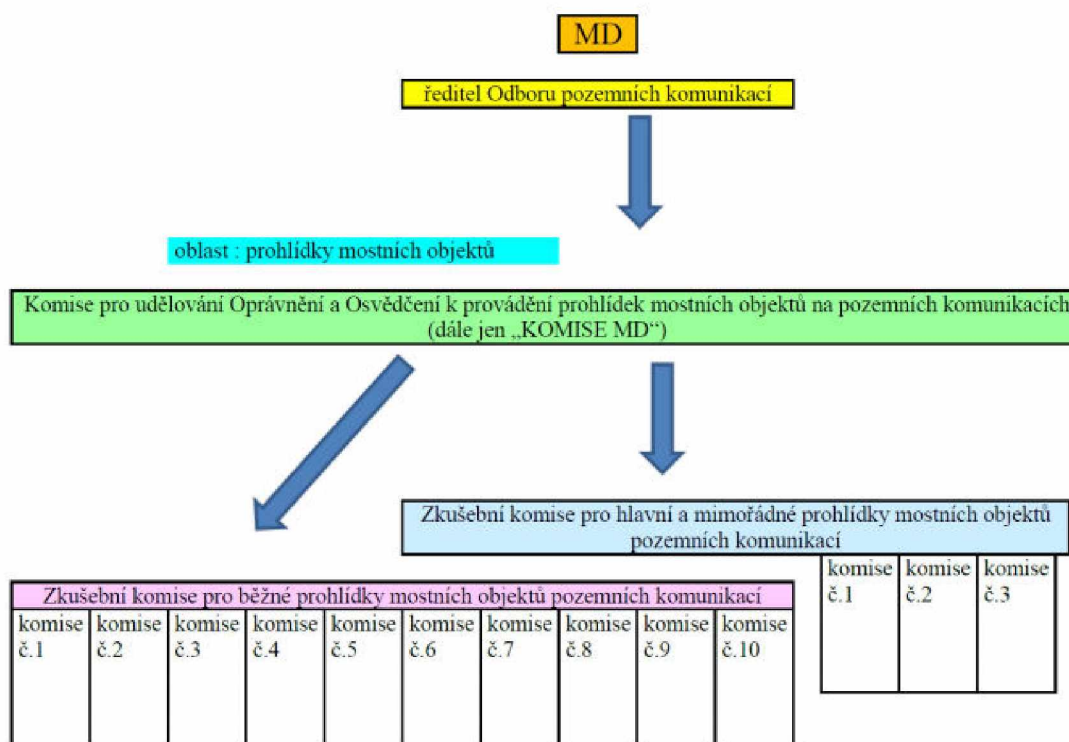 MD
ředitel Odboru pozemních komunikací
oblast : prohlídky mostních objektů
Komise pro udělování Oprávnění a Osvědčení k provádění prohlídek mostních objektů na pozemních komunikacích
(dále jen „KOMISE MD“)
Zkušební komise pro hlavní a mimořádné prohlídky mostních objektů
pozemních komunikací
komise č.1
komise č.2
komise č.3
Zkušební komise pro běžné prohlídky mostních objektů pozemních komunikací
komise č.1
komise č.2
komise č.3
komise č.4
komise č.5
komise č.6
komise č.7
komise č.8
komise č.9
komise č.10